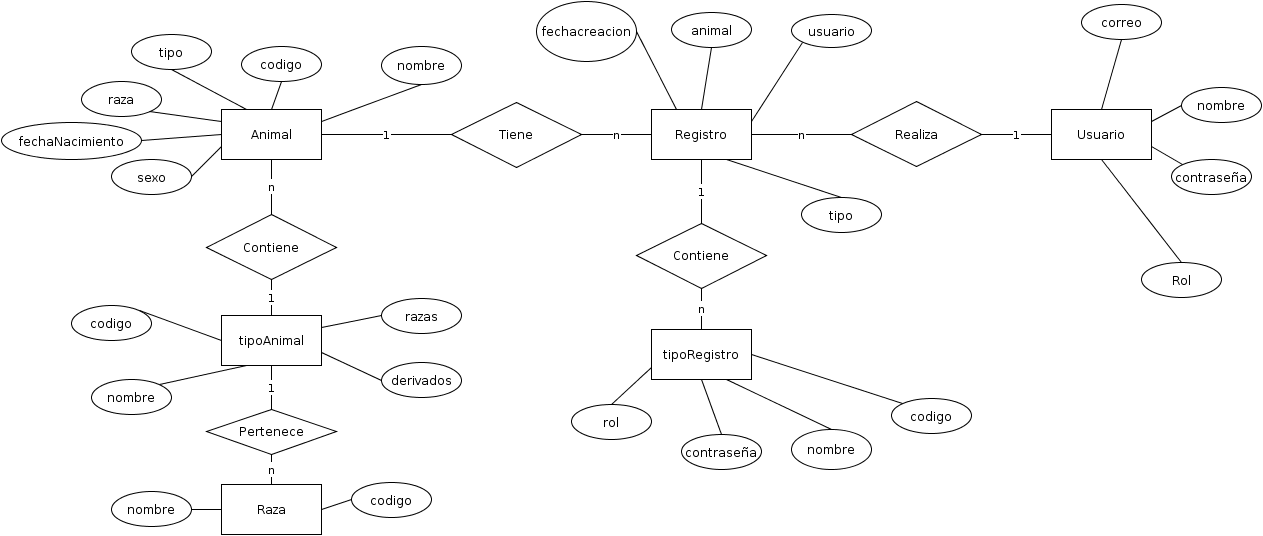 correo
fechacreacion
animal
usuario
tipo
codigo
nombre
raza
nombre
fechaNacimiento
Animal
1
Tiene
n
Registro
n
Realiza
1
Usuario
sexo
contraseña
n
1
tipo
Contiene
Contiene
Rol
1
n
codigo
razas
tipoAnimal
tipoRegistro
derivados
nombre
1
rol
codigo
Pertenece
contraseña
nombre
n
codigo
nombre
Raza